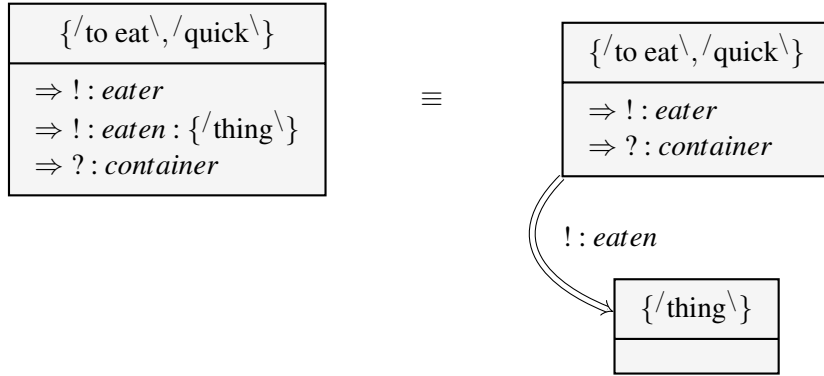 {/to eat\, /quick\}
⇒ ! : eater
⇒ ! : eaten : {/thing\}
⇒ ? : container
≡
{/to eat\, /quick\}
⇒ ! : eater
⇒ ? : container
! : eaten
{/thing\}